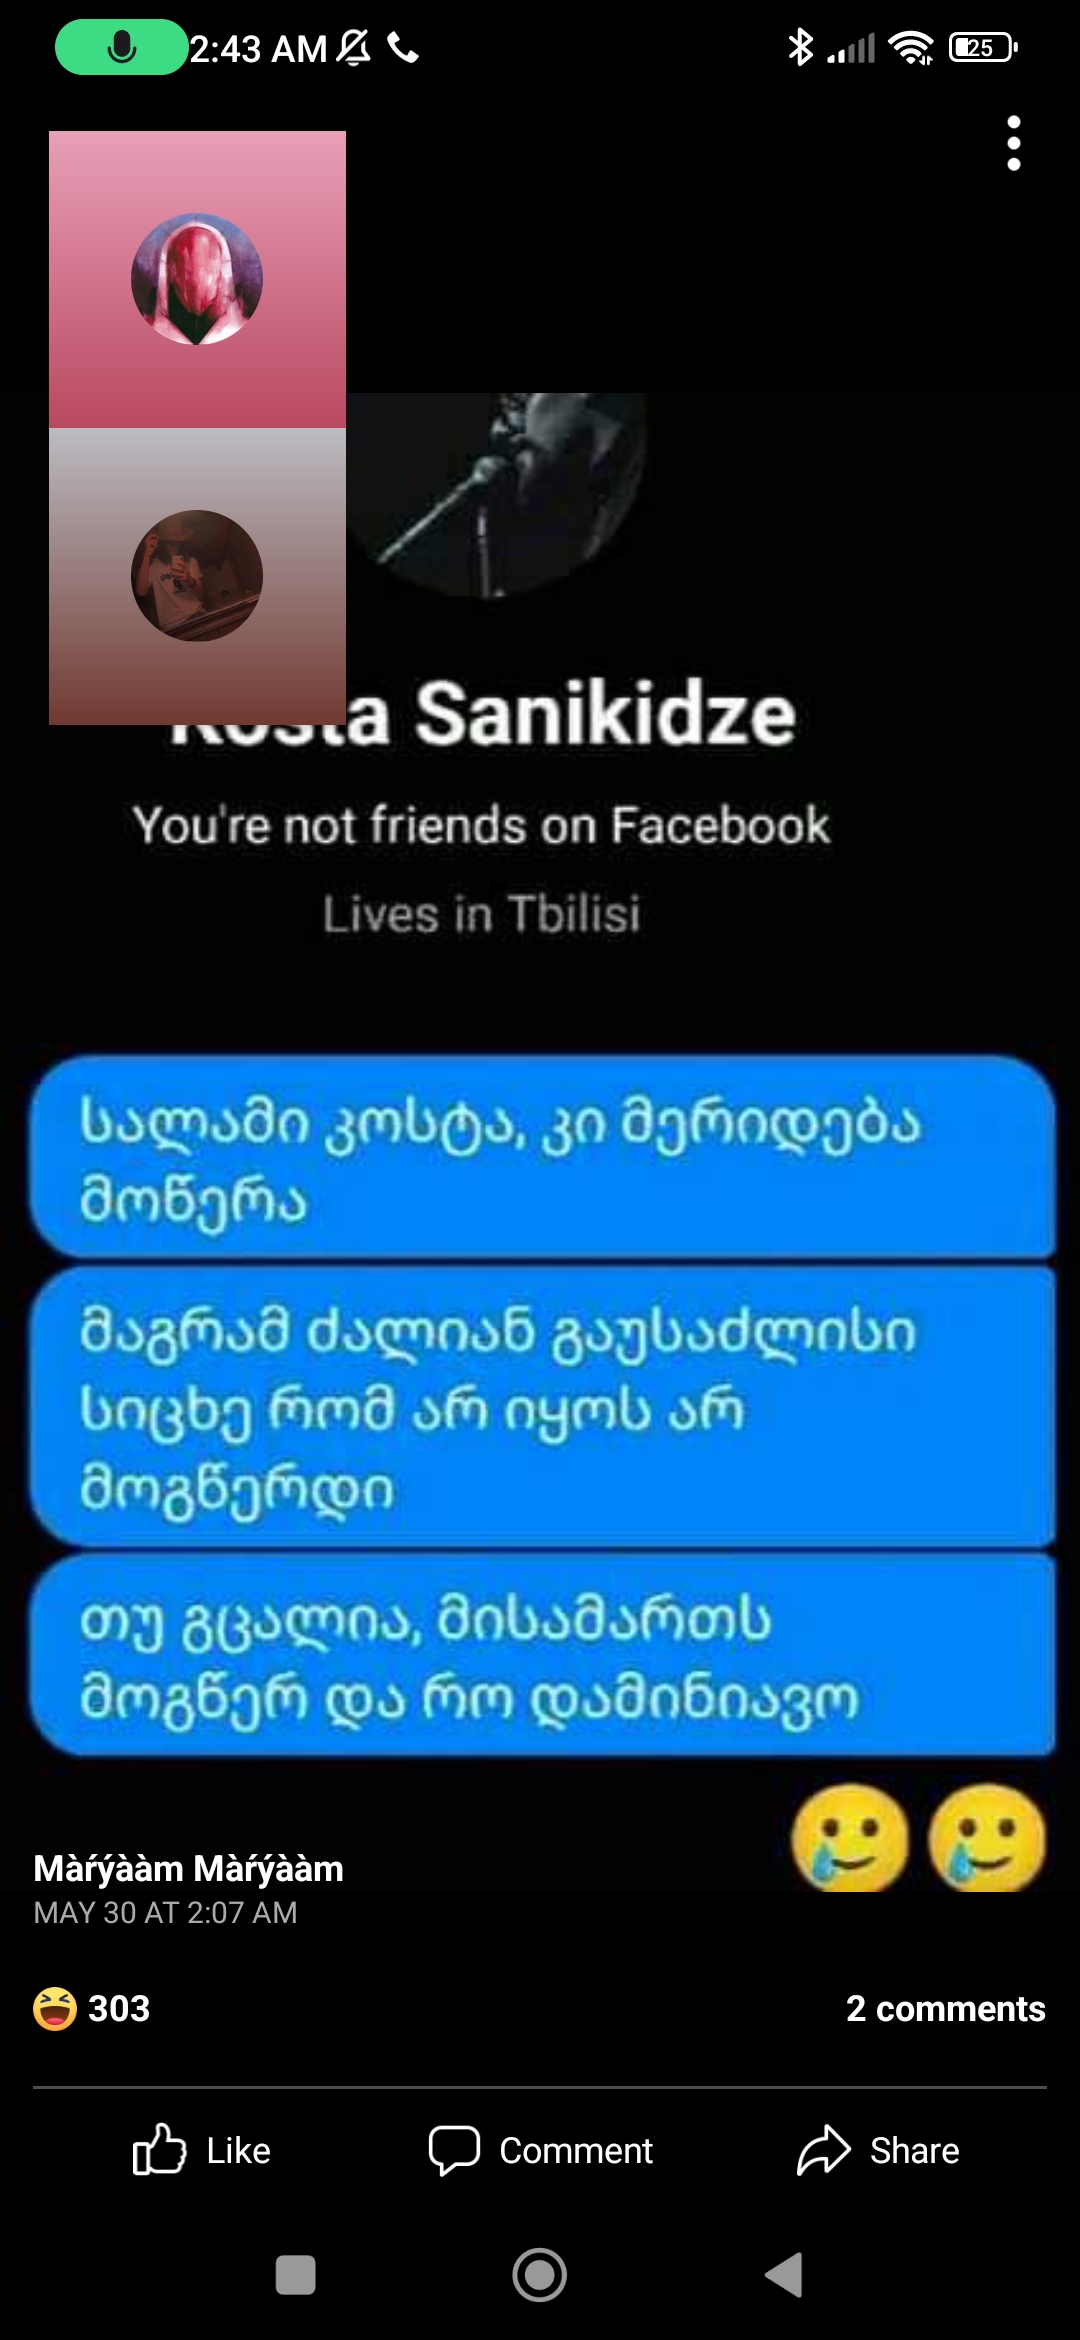 2:43 AM
25
Kosta Sanikidze
You're not friends on Facebook
Lives in Tbilisi
სალამი კოსტა, კი მერიდება
მოწერა
მაგრამ ძალიან გაუსაძლისი
სიცხე რომ არ იყოს არ
მოგწერდი
თუ გცალია, მისამართს
მოგწერ და რო დამინიავო
Màŕýààm Màŕýààm
MAY 30 AT 2:07 AM
303
2 comments
Like
Comment
Share